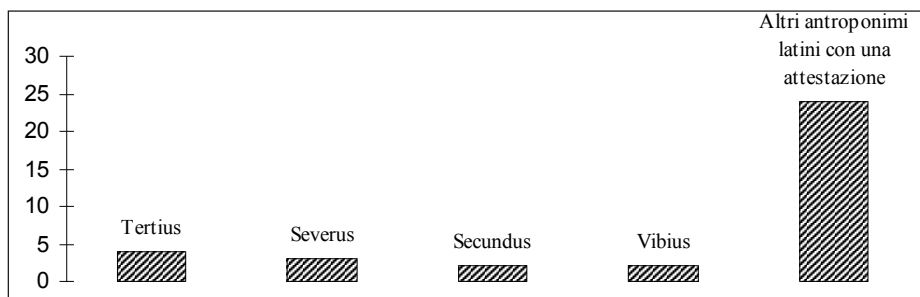 Altri antroponimi
latini con una
attestazione
30
25
20
15
10
5
0
Tertius
Severus
Secundus
Vibius